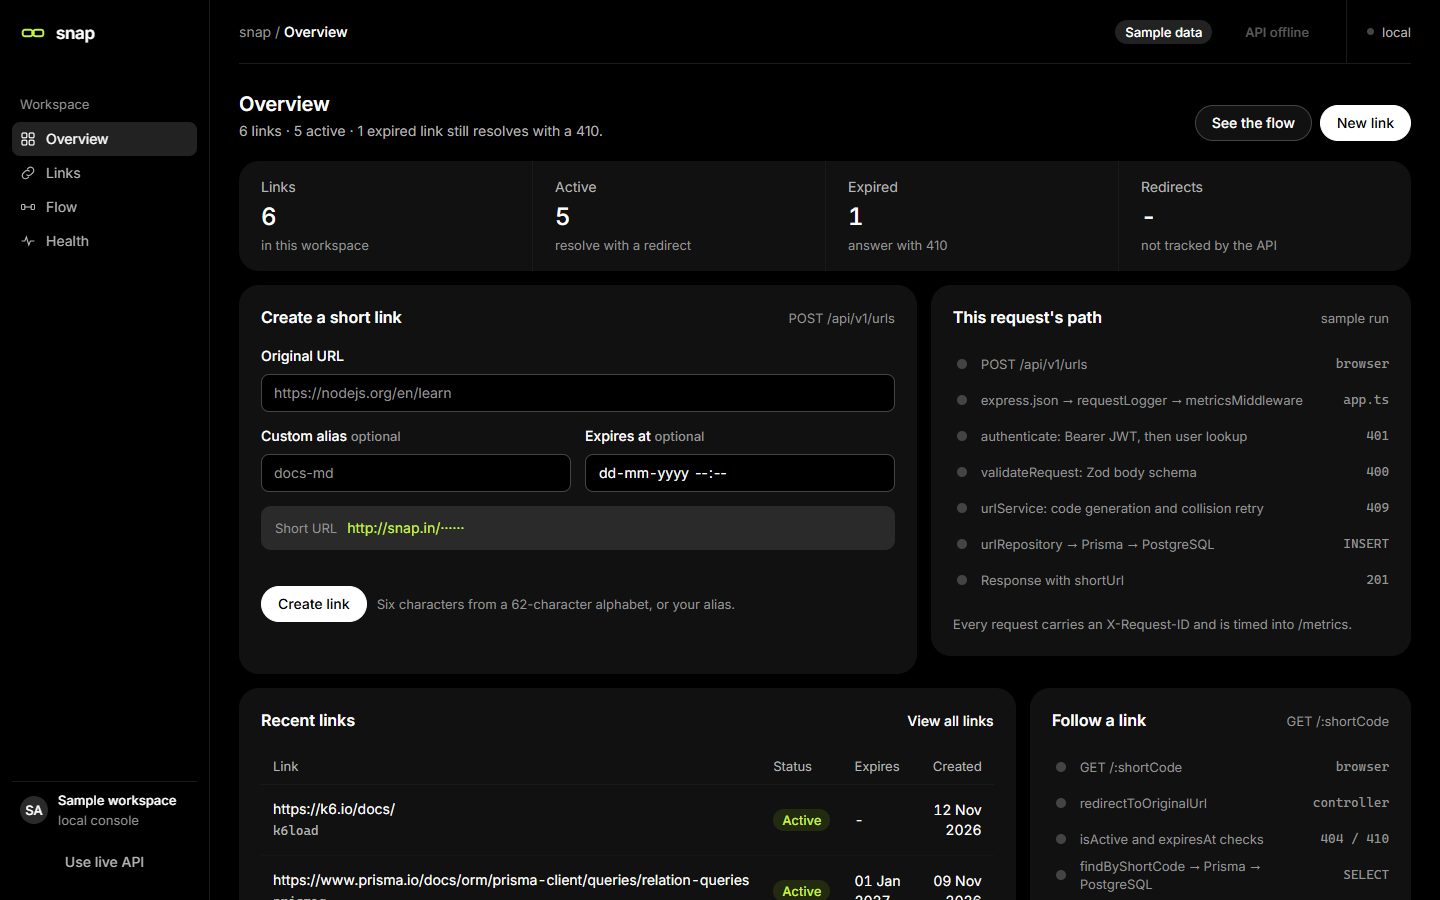 snap
snap / Overview
Sample data
API offline
local
Workspace
Overview
Links
Flow
Health
Overview
6 links · 5 active · 1 expired link still resolves with a 410.
See the flow
New link
Links
6
in this workspace
Active
5
resolve with a redirect
Expired
1
answer with 410
Redirects
-
not tracked by the API
Create a short link
POST /api/v1/urls
Original URL
https://nodejs.org/en/learn
Custom alias optional
Expires at optional
docs-md
dd-mm-yyyy --:--
Short URL http://snap.in/······
Create link
Six characters from a 62-character alphabet, or your alias.
This request's path
sample run
POST /api/v1/urls
browser
express.json → requestLogger → metricsMiddleware
app.ts
authenticate: Bearer JWT, then user lookup
401
validateRequest: Zod body schema
400
urlService: code generation and collision retry
409
urlRepository → Prisma → PostgreSQL
INSERT
Response with shortUrl
201
Every request carries an X-Request-ID and is timed into /metrics.
Recent links
View all links
Link
Status
Expires
Created
https://k6.io/docs/
k6load
Active
-
12 Nov
2026
https://www.prisma.io/docs/orm/prisma-client/queries/relation-queries
Active
01 Jan
2027
09 Nov
2026
Follow a link
GET /:shortCode
GET /:shortCode
browser
redirectToOriginalUrl
controller
isActive and expiresAt checks
404 / 410
findByShortCode → Prisma →
PostgreSQL
SELECT
SA
Sample workspace
local console
Use live API